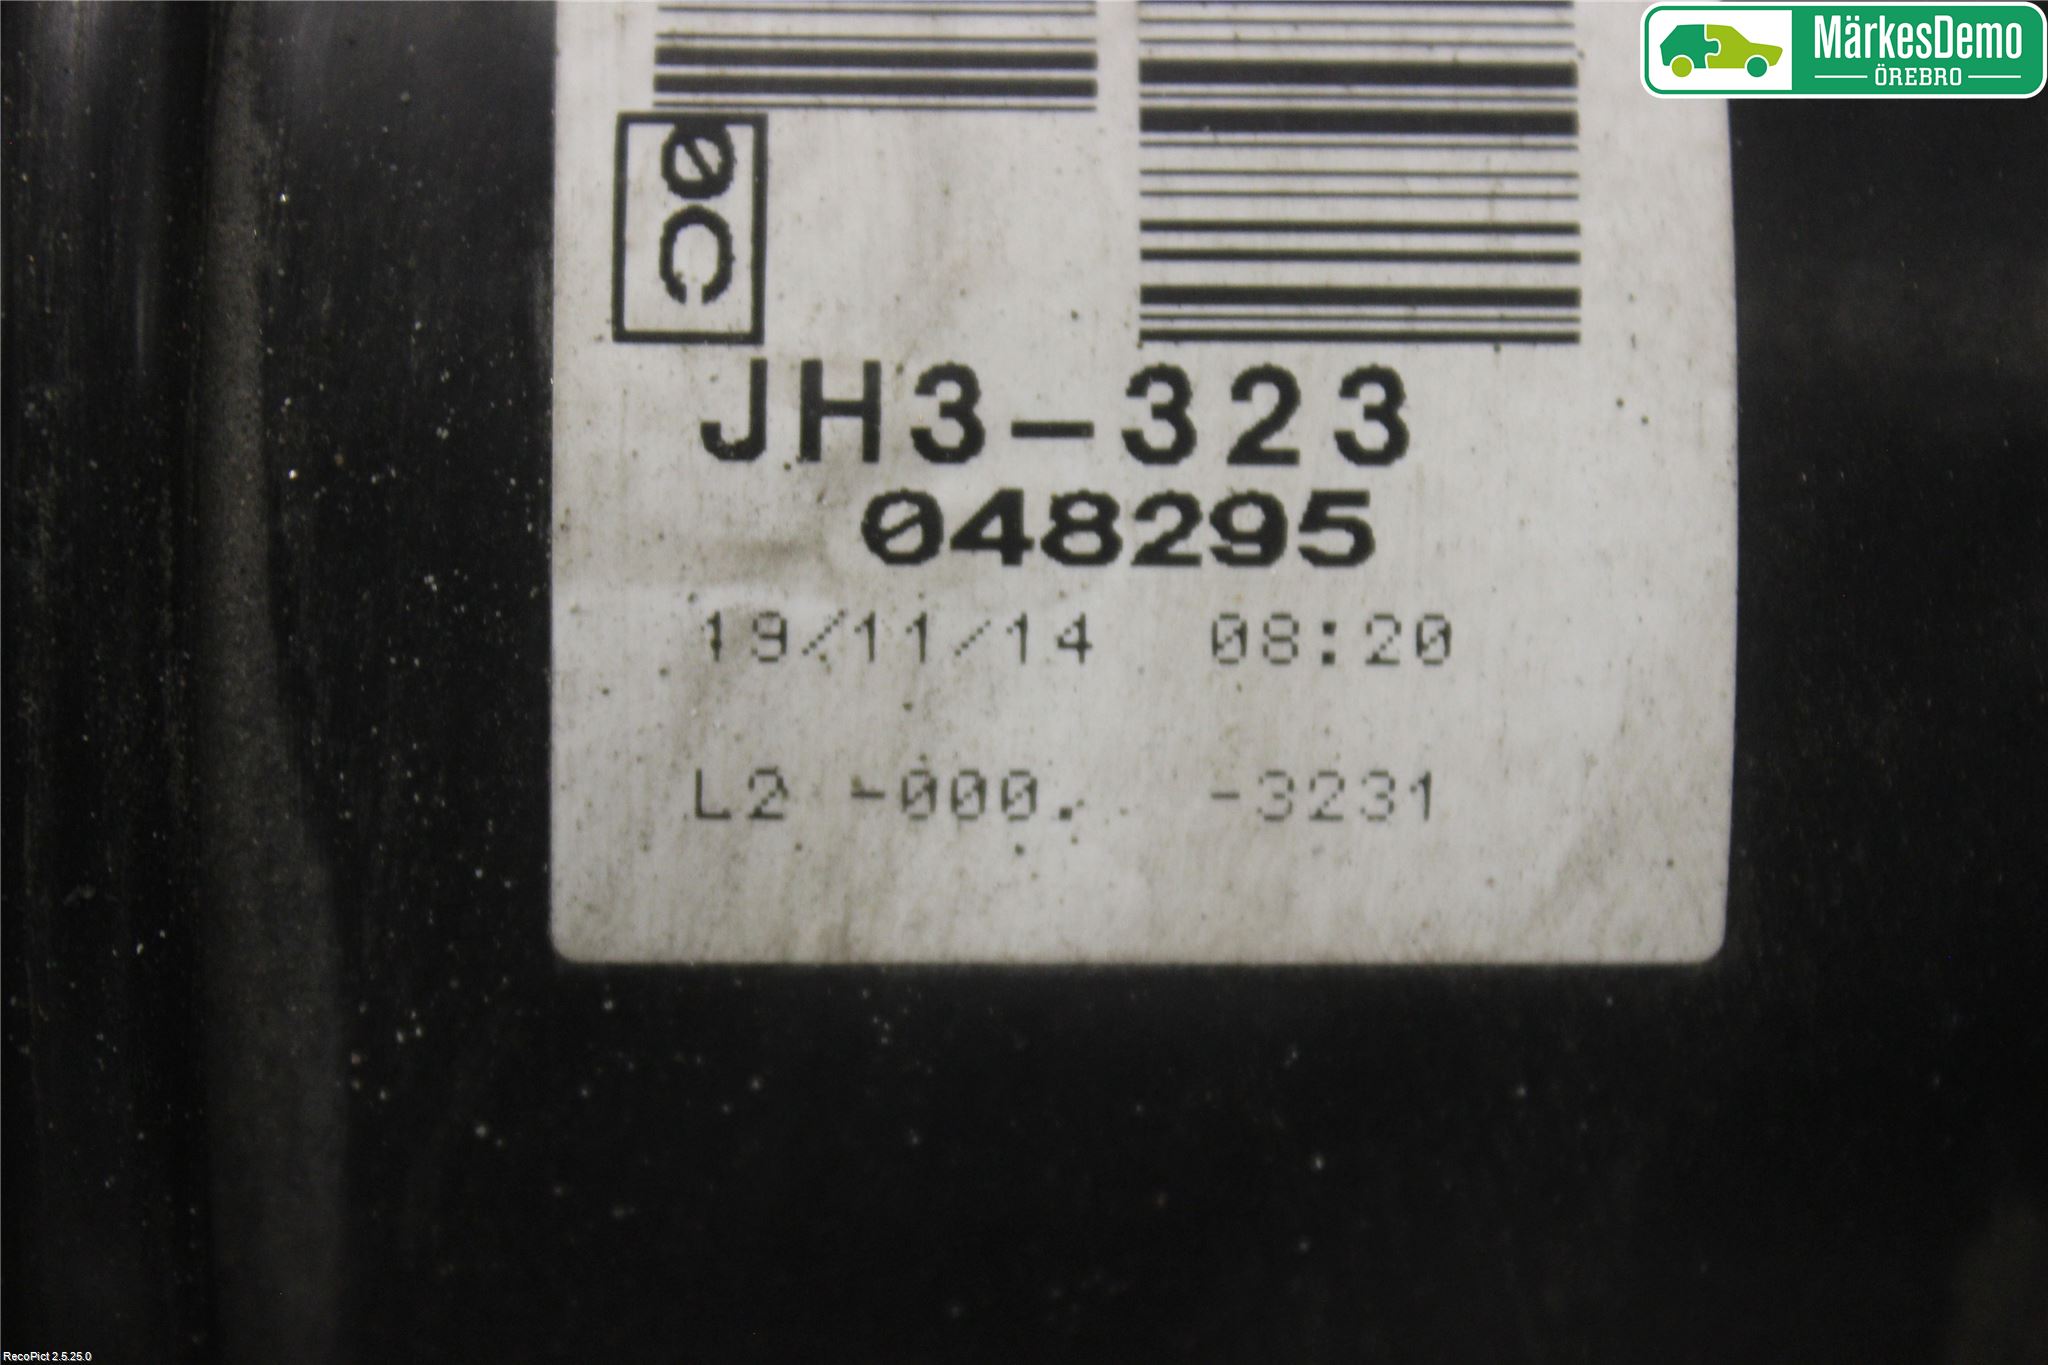 MärkesDemo
ÖREBRO
0C
JH3-323
048295
19/11/14 08:20
L2 -000. -3231
RecoPict 2.5.25.0